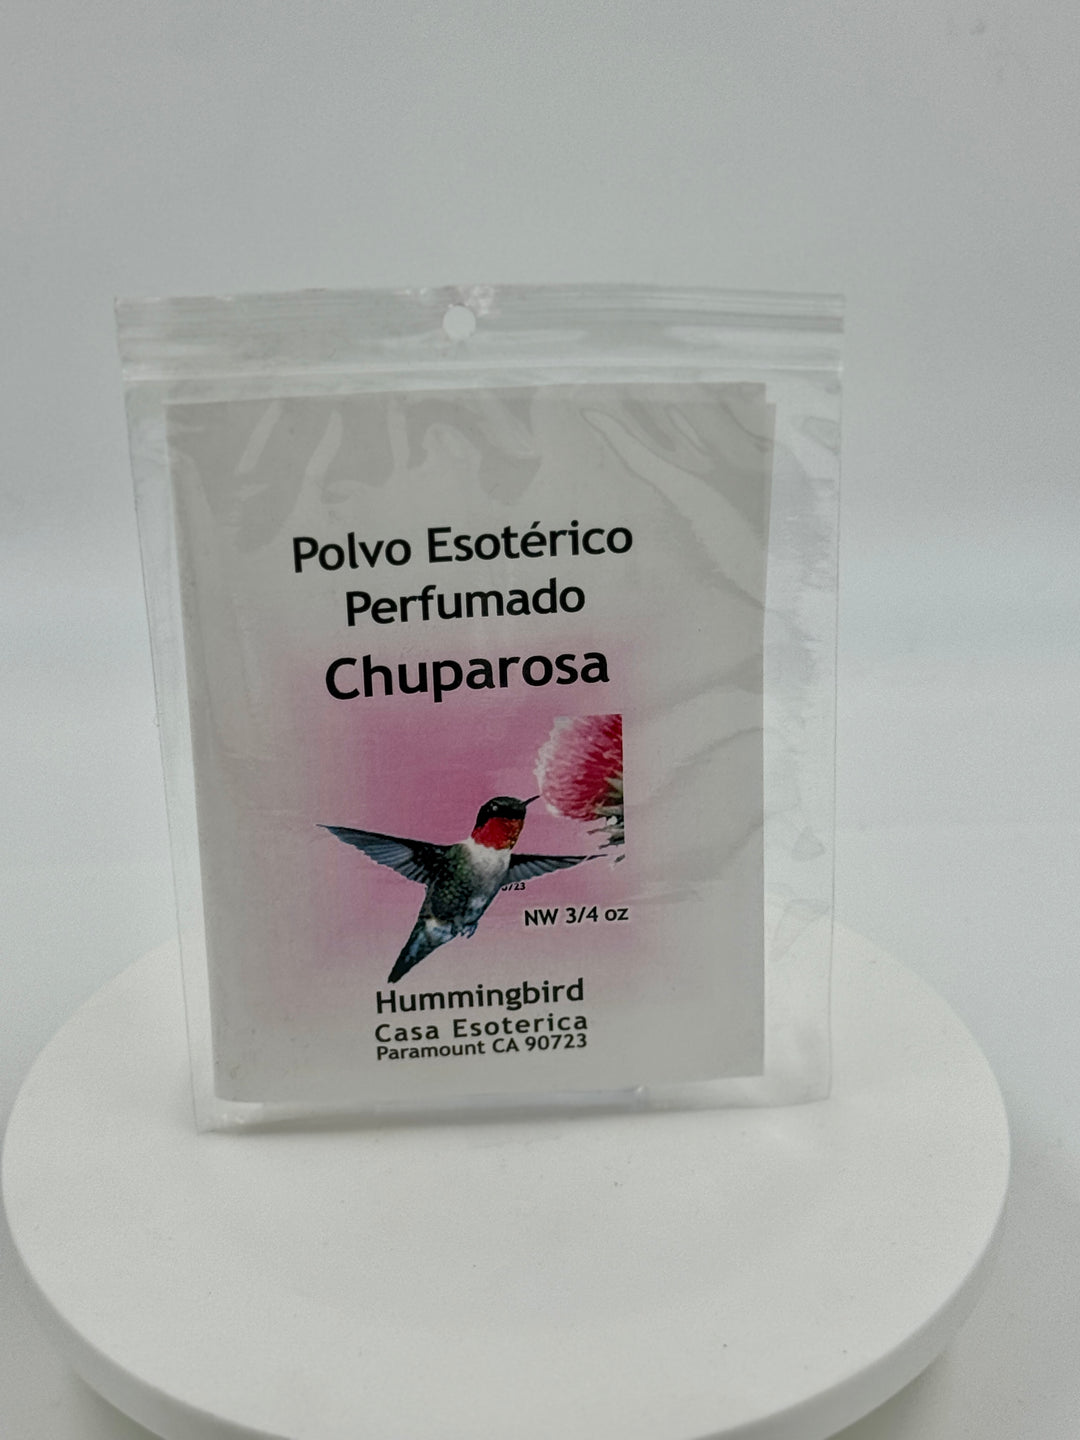 Polvo Esotérico
Perfumado
Chuparosa
NW 3/4 oz
Hummingbird
Casa Esoterica
Paramount CA 90723